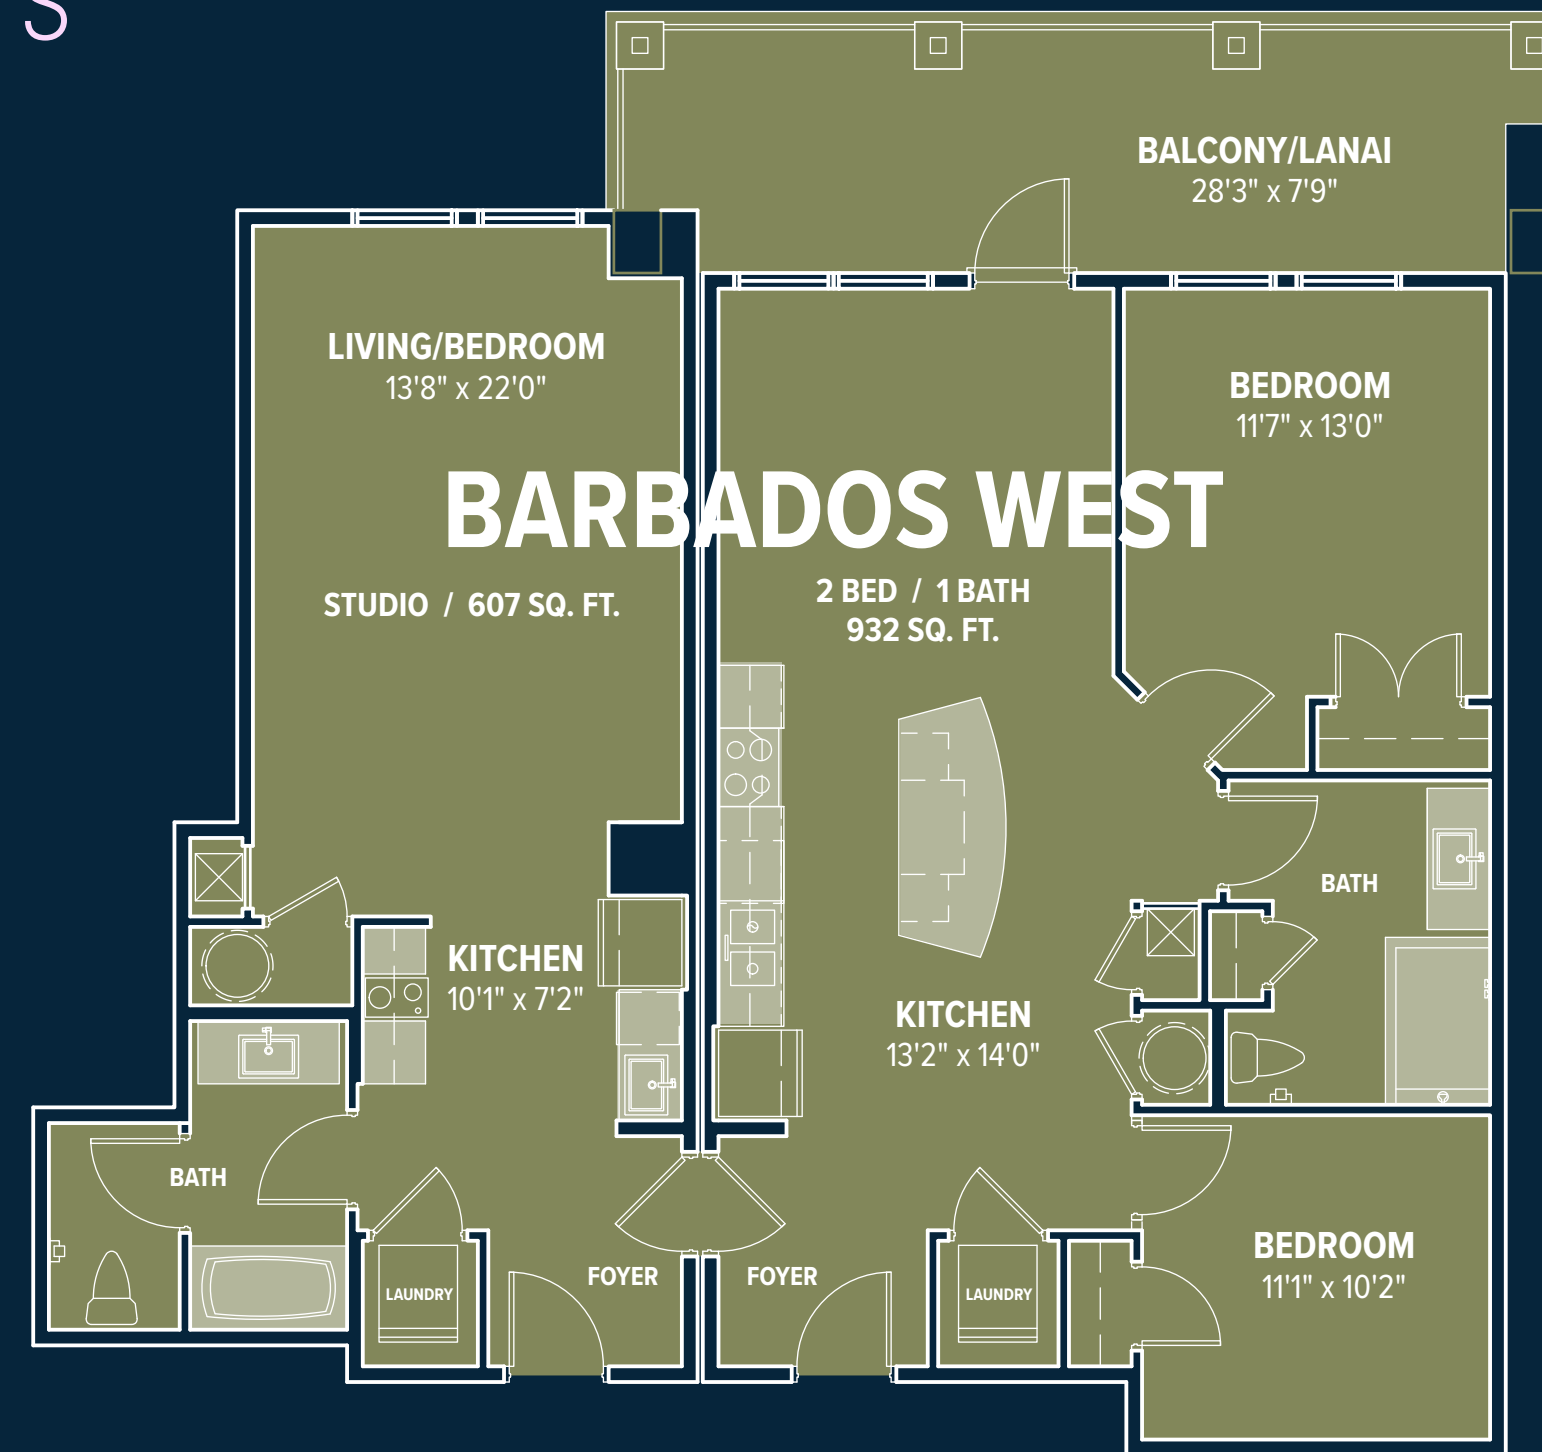 S
BALCONY/LANAI
28'3" x 7'9"
LIVING/BEDROOM
13'8" x 22'0"
BEDROOM
11'7" x 13'0"
BARBADOS WEST
STUDIO / 607 SQ. FT.
2 BED / 1 BATH
932 SQ. FT.
BATH
KITCHEN
10'1" x 7'2"
KITCHEN
13'2" x 14'0"
BATH
FOYER
FOYER
LAUNDRY
LAUNDRY
BEDROOM
11'1" x 10'2"